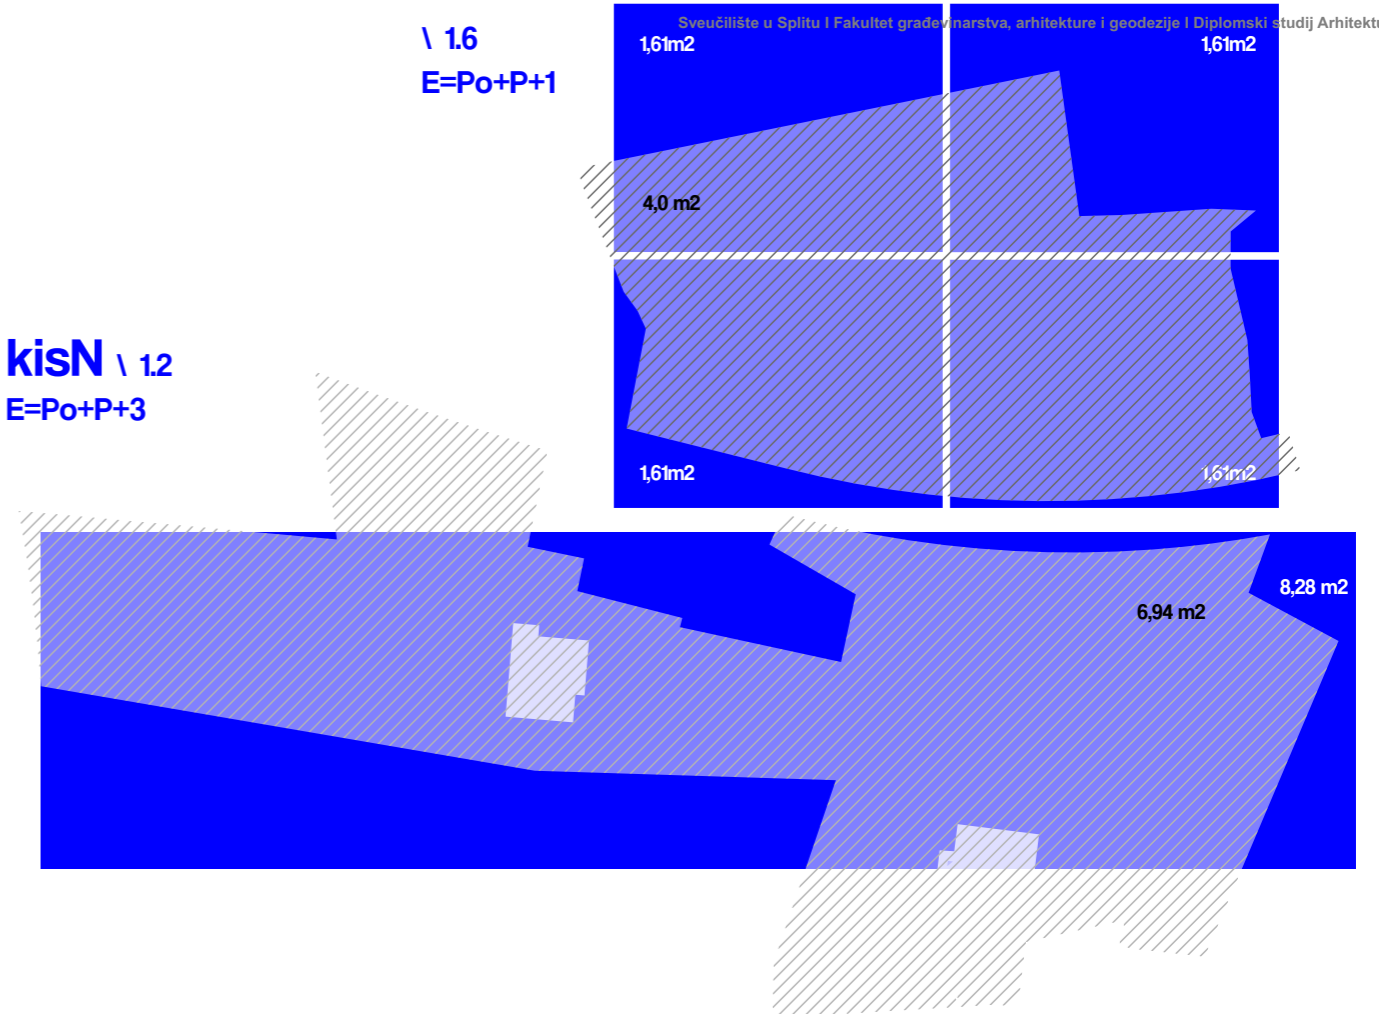 Sveučilište u Splitu I Fakultet građevinarstva, arhitekture i geodezije I Diplomski studij
\ 1.6
E=Po+P+1
1,61m2
1,61m2
4,0 m2
kisN \ 1.2
E=Po+P+3
1,61m2
1,61m2
8,28 m2
6,94 m2